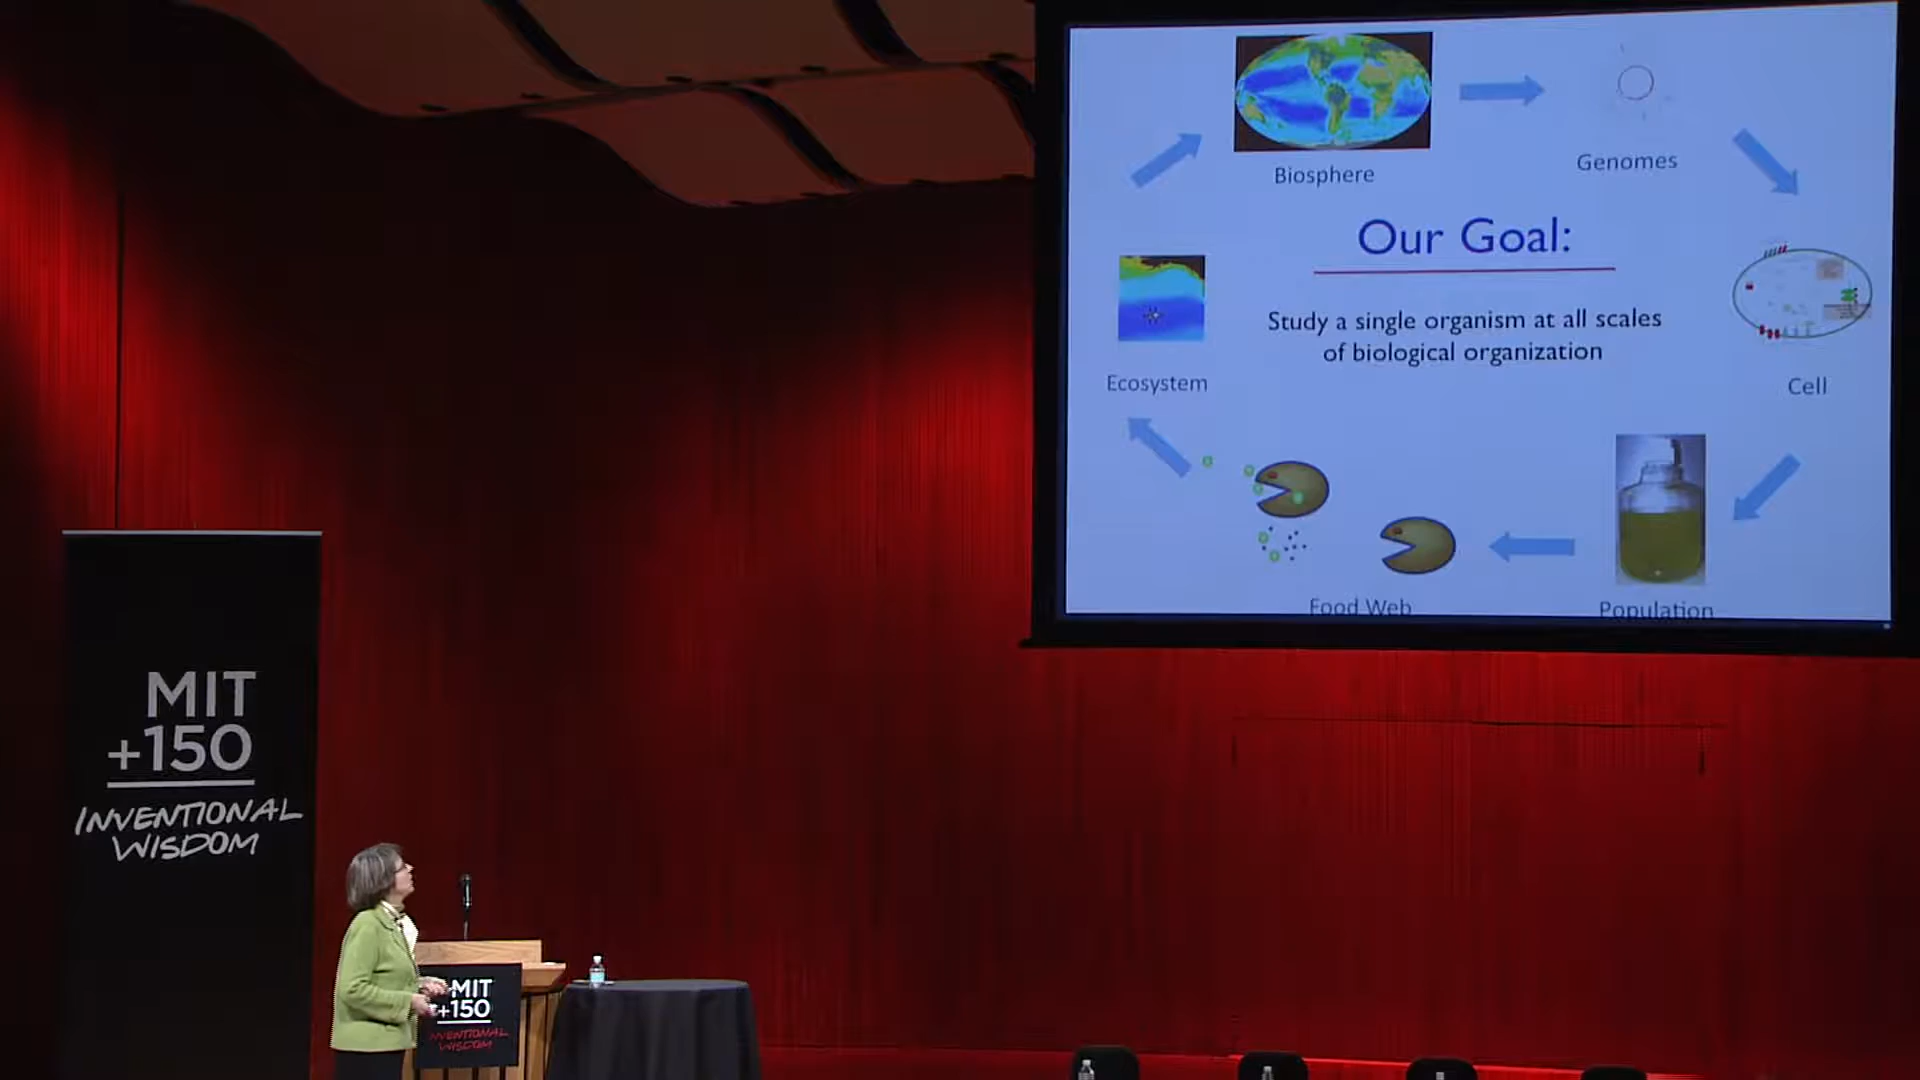 Biosphere
Genomes
Our Goal:
Study a single organism at all scales
of biological organization
Ecosystem
Cell
Food Web
Population
MIT
+150
INVENTIONAL
WISDOM
MIT
+150
INVENTIONAL
WISDOM